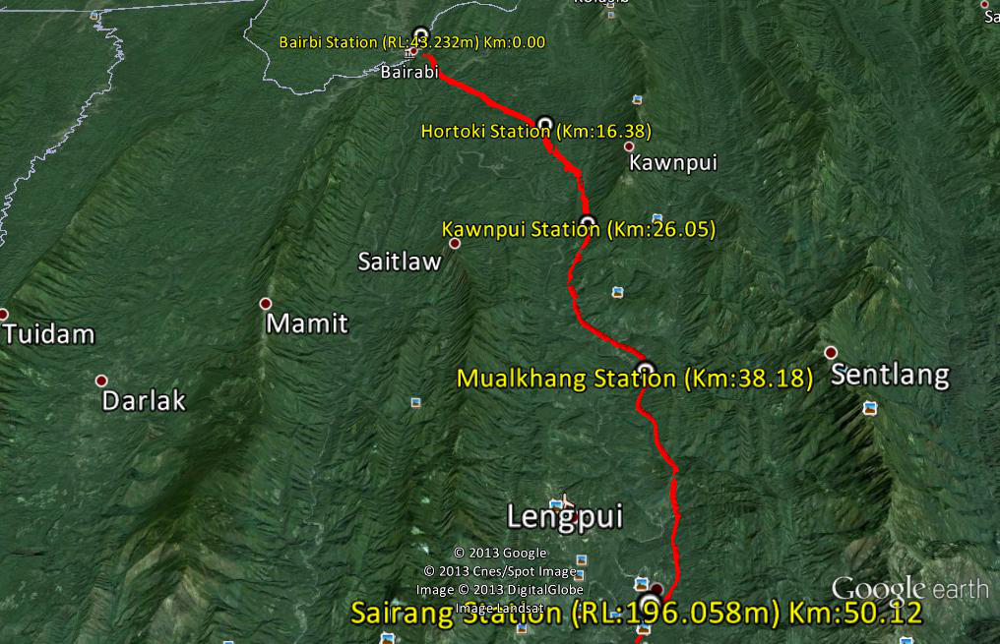 Bairbi Station (RL:43.232m) Km:0.00
Bairabi
Hortoki Station (Km:16.38)
Kawnpui
Kawnpui Station (Km:26.05)
Saitlaw
Tuidam
Mamit
Mualkhang Station (Km:38.18)
Sentlang
Darlak
Lengpui
© 2013 Google
© 2013 Cnes/Spot Image
Image © 2013 DigitalGlobe
Image Landsat
Google earth
Sairang Station (RL:196.058m) Km:50.12